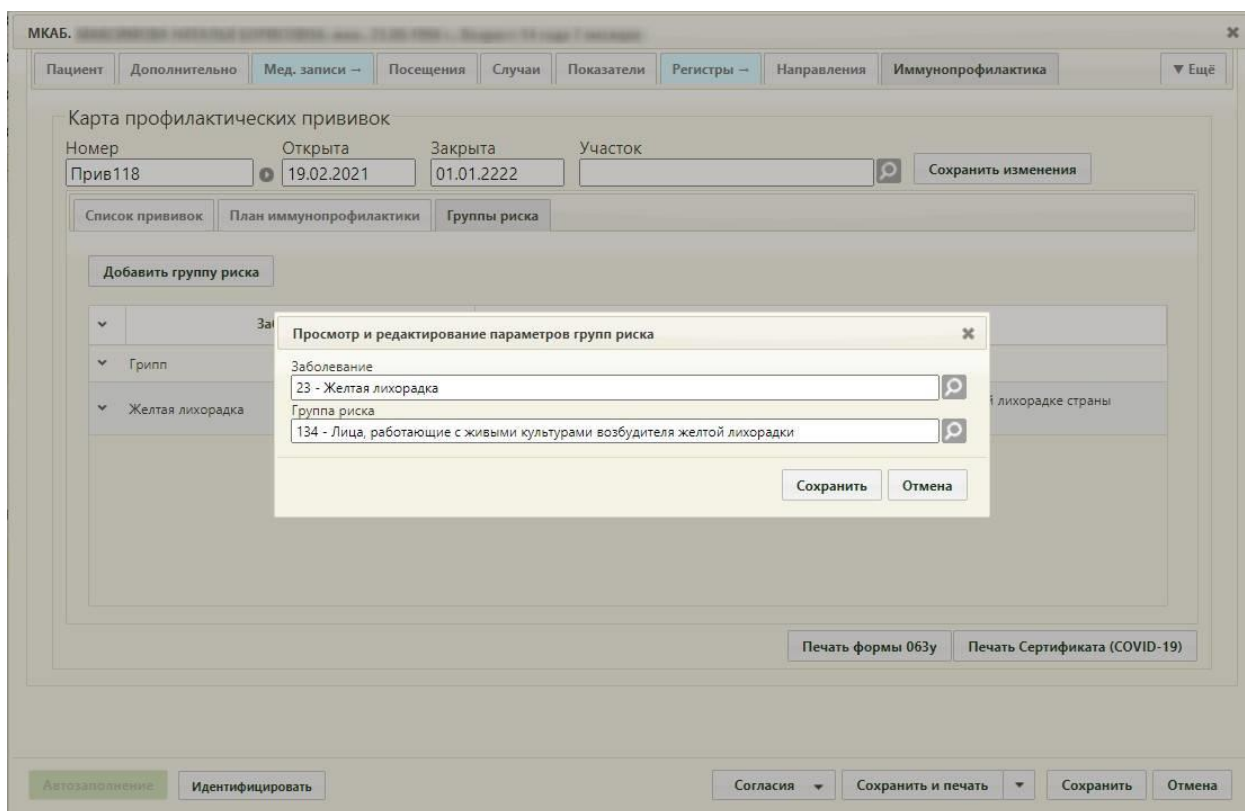 МКАБ.
Пациент Дополнительно Мед. записи → Посещения Случаи Показатели Регистры → Направления Иммунопрофилактика ▼ Ещё
Карта профилактических прививок
Номер Открыта Закрыта Участок
Прив118 19.02.2021 01.01.2222 Сохранить изменения
Список прививок План иммунопрофилактики Группы риска
Добавить группу риска
Просмотр и редактирование параметров групп риска
Грипп
Заболевание
23 - Желтая лихорадка
Желтая лихорадка лихорадке страны
Группа риска
134 - Лица, работающие с живыми культурами возбудителя желтой лихорадки
Сохранить Отмена
Печать формы 063у Печать Сертификата (COVID-19)
Автозаполнение Идентифицировать Согласия Сохранить и печать Сохранить Отмена